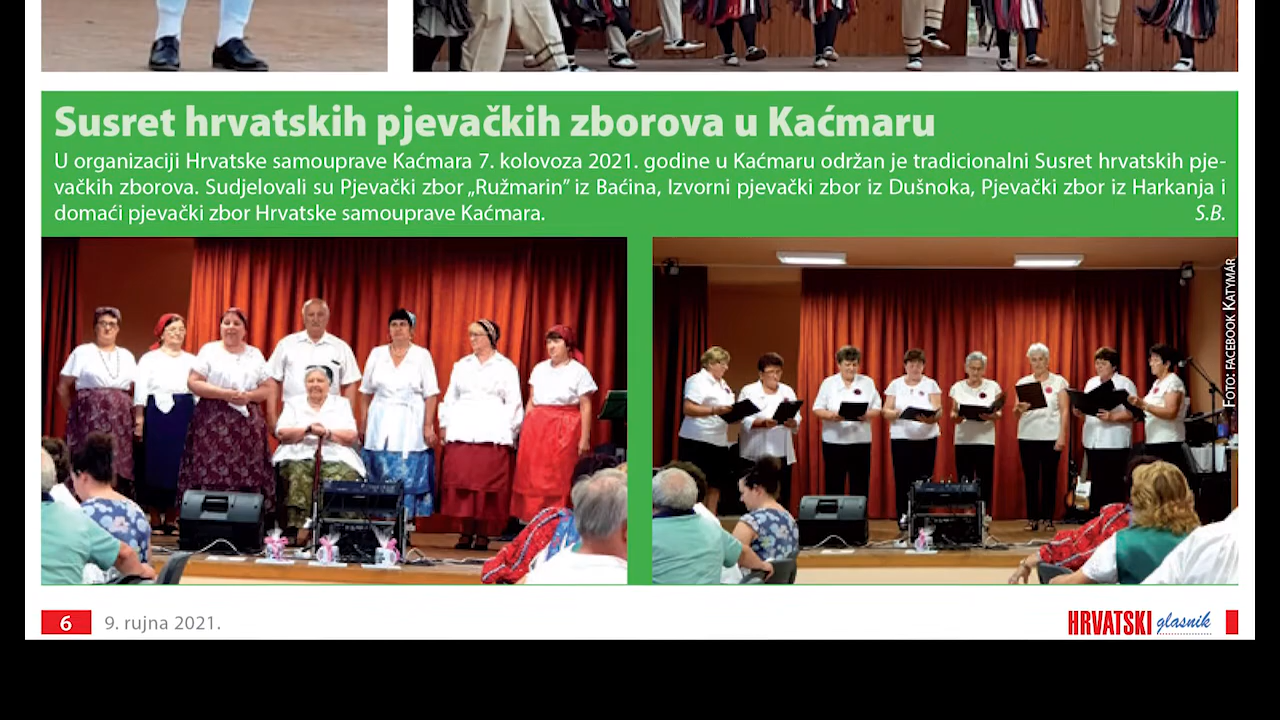 Susret hrvatskih pjevačkih zborova u Kaćmaru
U organizaciji Hrvatske samouprave Kaćmara 7. kolovoza 2021. godine u Kaćmaru održan je tradicionalni Susret hrvatskih pje-
vačkih zborova. Sudjelovali su Pjevački zbor „Ružmarin” iz Baćina, Izvorni pjevački zbor iz Dušnoka, Pjevački zbor iz Harkanja i
domaći pjevački zbor Hrvatske samouprave Kaćmara. S.B.
FOTO: FACEBOOK KATYMÁR
6 9. rujna 2021. HRVATSKI glasnik